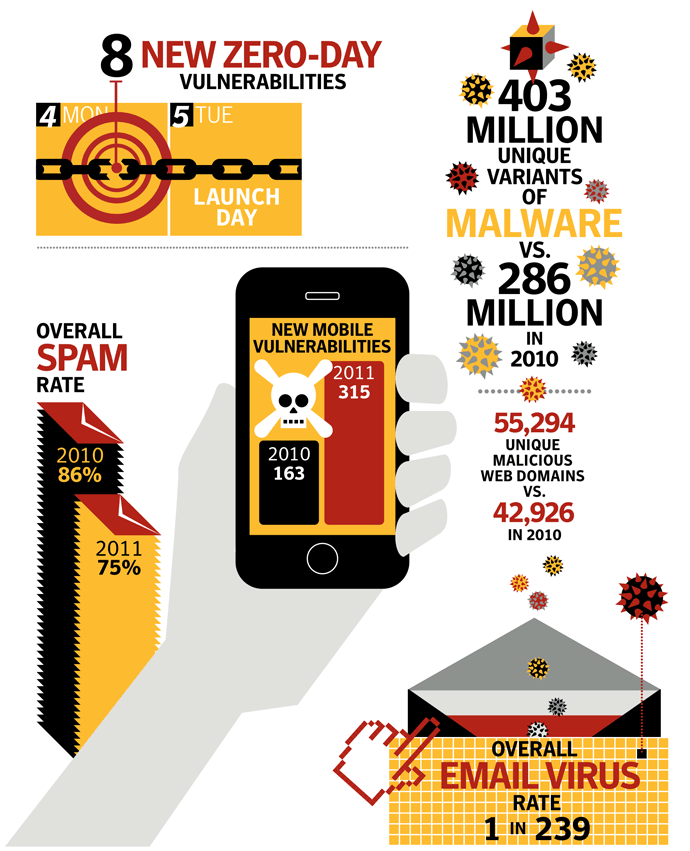 8 NEW ZERO-DAY
VULNERABILITIES
4 MON 5 TUE
LAUNCH
DAY
403
MILLION
UNIQUE
VARIANTS
OF
MALWARE
VS.
286
MILLION
IN
2010
55,294
UNIQUE
MALICIOUS
WEB DOMAINS
VS.
42,926
IN 2010
OVERALL
SPAM
RATE
2010
86%
2011
75%
NEW MOBILE
VULNERABILITIES
2011
315
2010
163
OVERALL
EMAIL VIRUS
RATE
1 IN 239